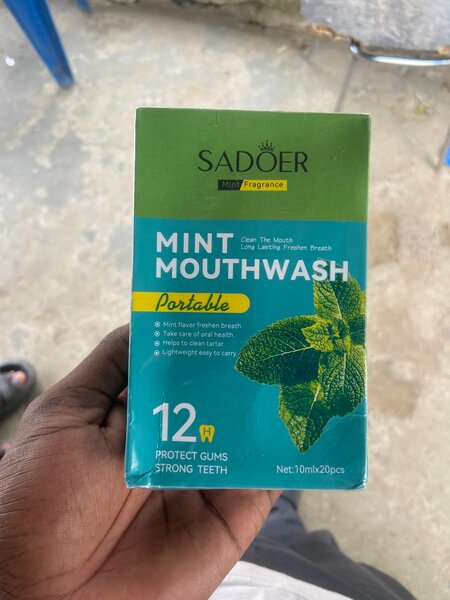 SADOER
Mint Fragrance
MINT
Clean The Mouth
Long Lasting Freshen Breath
MOUTHWASH
Portable
Mint flavor freshen breath
Take care of oral health
Helps to clean tartar
Lightweight easy to carry
12H
PROTECT GUMS
STRONG TEETH
Net:10mlx20pcs